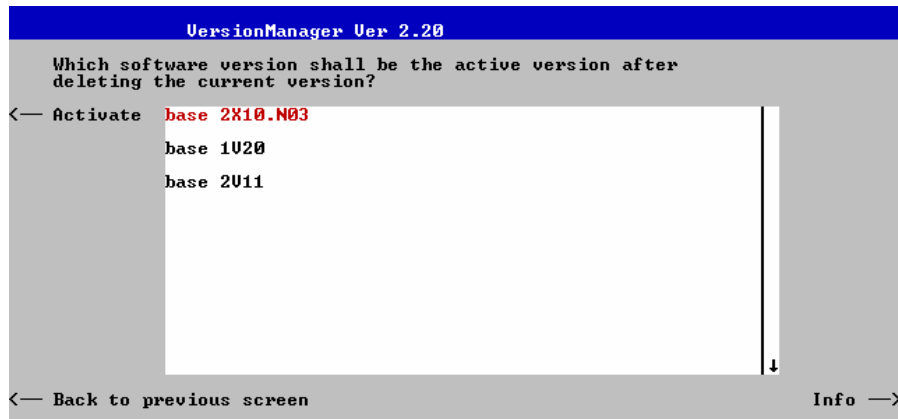 VersionManager Ver 2.20
Which software version shall be the active version after
deleting the current version?
<— Activate base 2X10.N03
base 1V20
base 2V11
↓
<— Back to previous screen Info —>